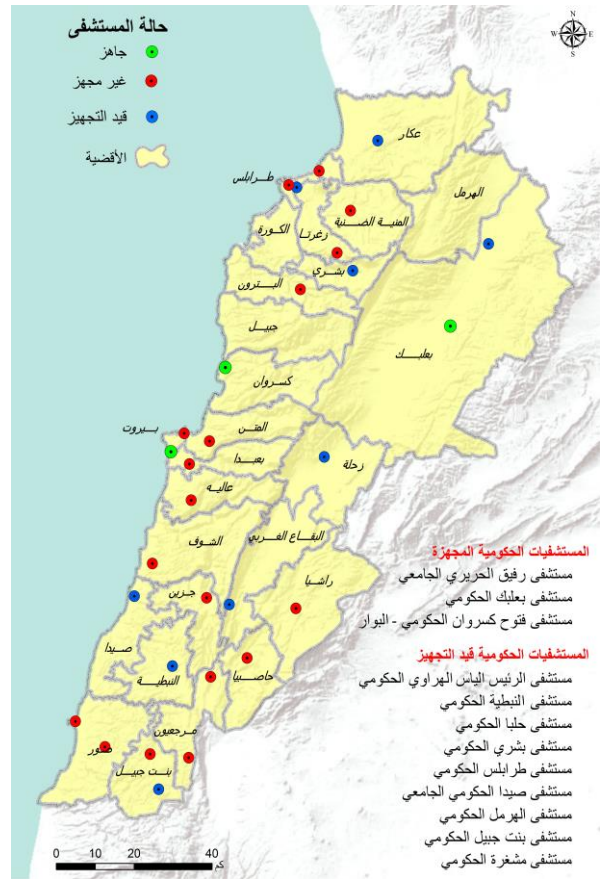 حالة المستشفى
جاهز
غير مجهز
قيد التجهيز
الأقضية
N
W E
S
عكار
طرابلس
الهرمل
المنية الضنية
زغرتا
الكورة
بشري
البترون
جبيل
بعلبك
كسروان
المتن
بيروت
بعبدا
زحلة
عاليه
البقاع الغربي
الشوف
راشيا
جزين
صيدا
حاصبيا
النبطية
مرجعيون
صور
بنت جبيل
المستشفيات الحكومية المجهزة
مستشفى رفيق الحريري الجامعي
مستشفى بعلبك الحكومي
مستشفى فتوح كسروان الحكومي - البوار
المستشفيات الحكومية قيد التجهيز
مستشفى الرئيس الياس الهراوي الحكومي
مستشفى النبطية الحكومي
مستشفى حلبا الحكومي
مستشفى بشري الحكومي
مستشفى طرابلس الحكومي
مستشفى صيدا الحكومي الجامعي
مستشفى الهرمل الحكومي
مستشفى بنت جبيل الحكومي
مستشفى مشغرة الحكومي
0 10 20 40
كم